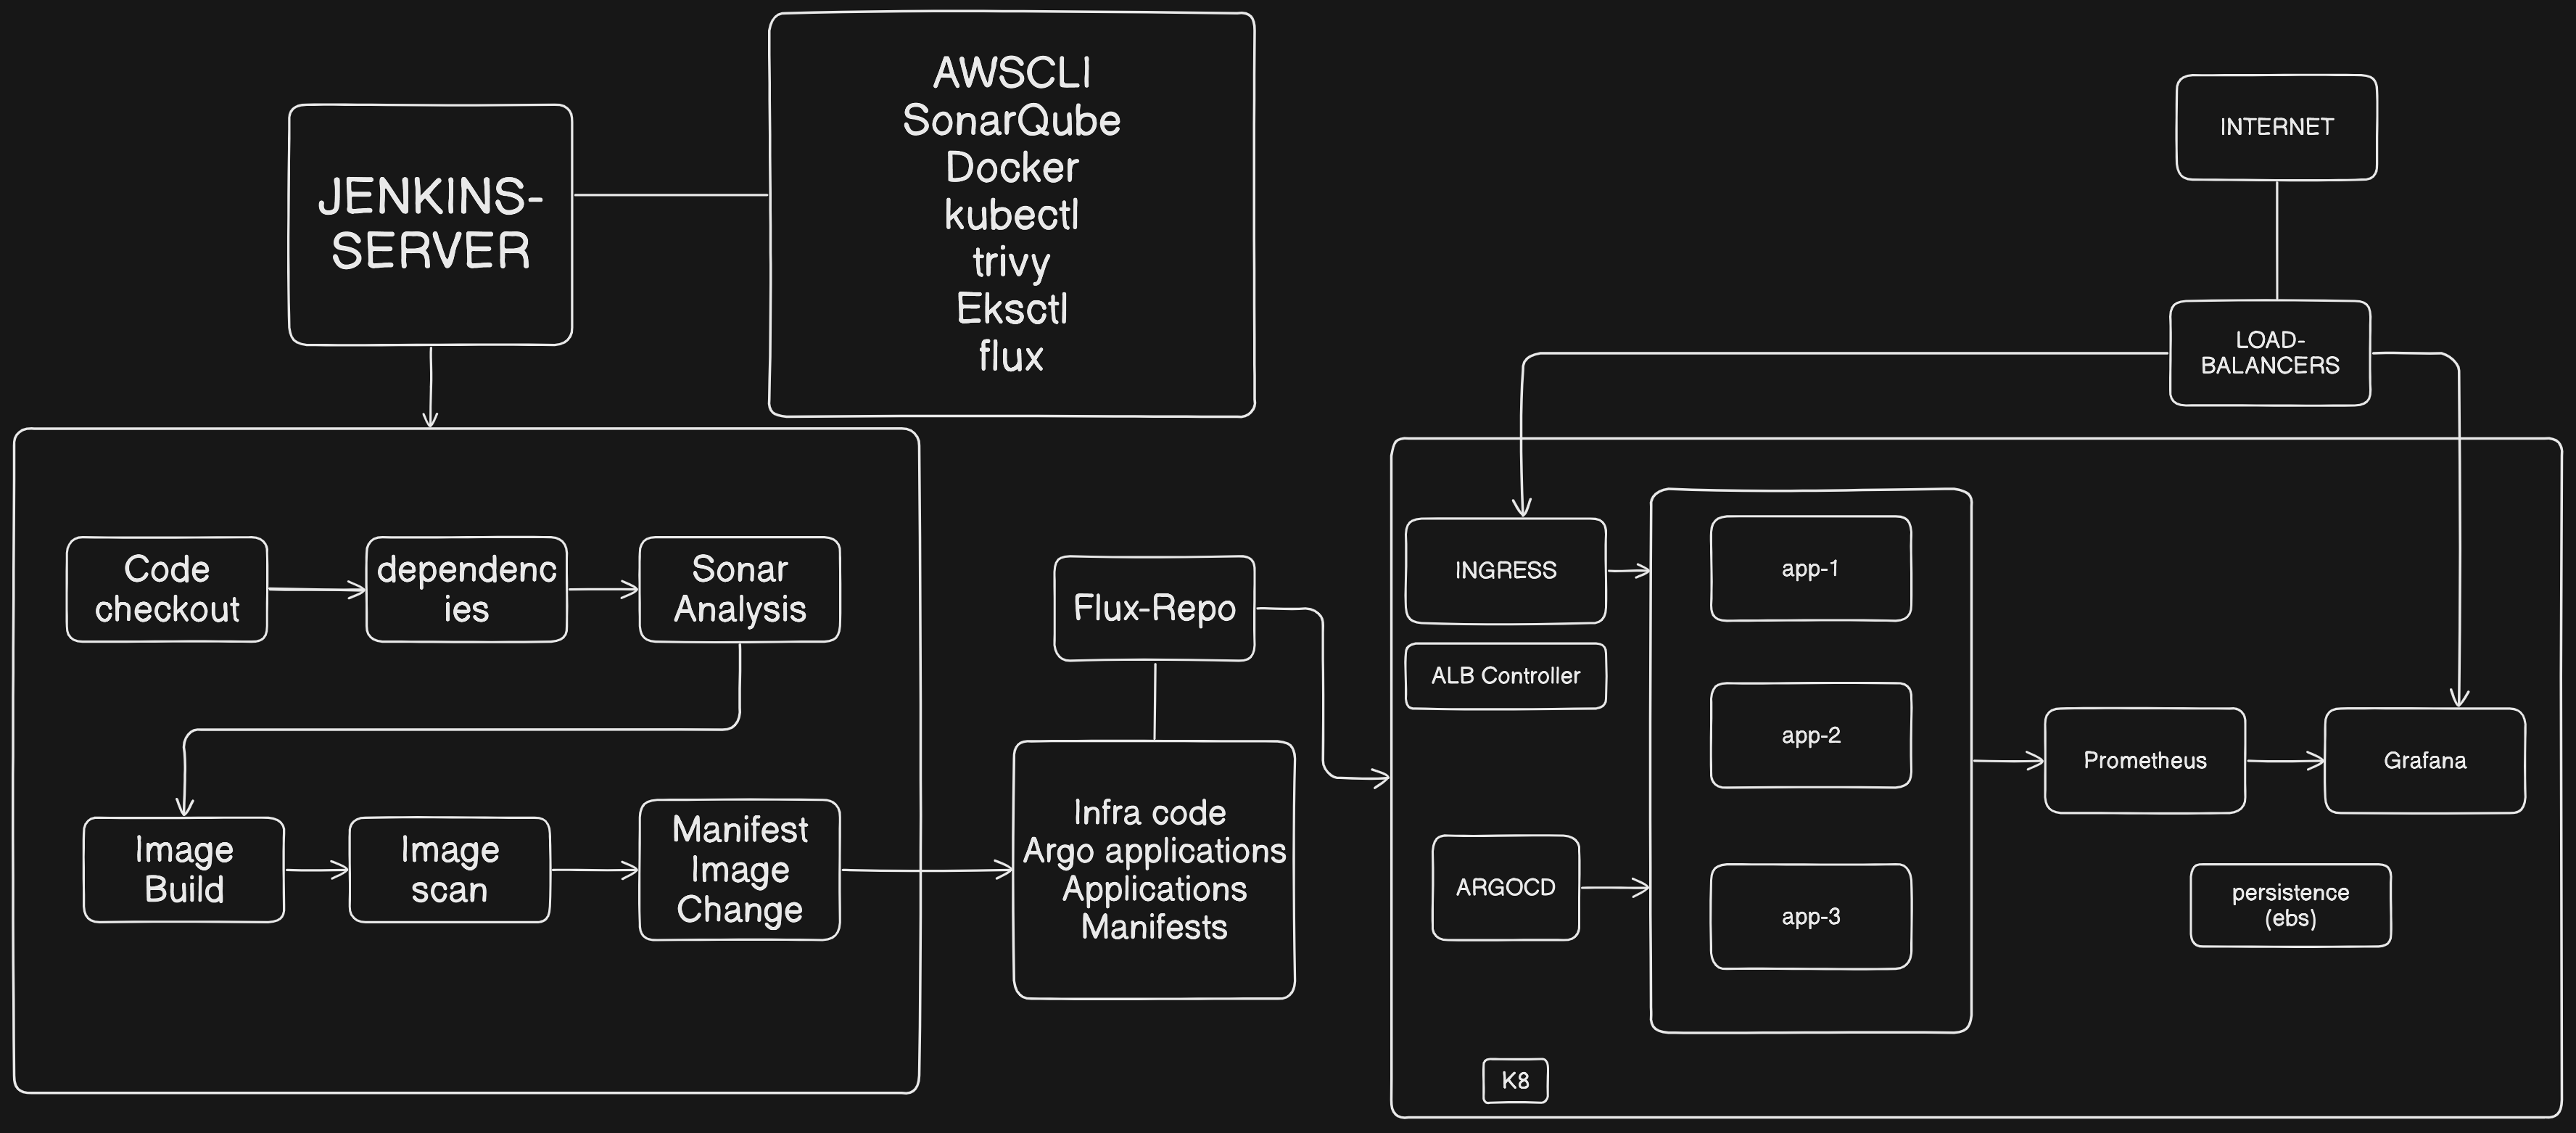 JENKINS-
SERVER
AWSCLI
SonarQube
Docker
kubectl
trivy
Eksctl
flux
INTERNET
LOAD-
BALANCERS
Code
checkout
dependenc
ies
Sonar
Analysis
Image
Build
Image
scan
Manifest
Image
Change
Flux-Repo
Infra code
Argo applications
Applications
Manifests
INGRESS
ALB Controller
ARGOCD
app-1
app-2
app-3
Prometheus
Grafana
persistence
(ebs)
K8